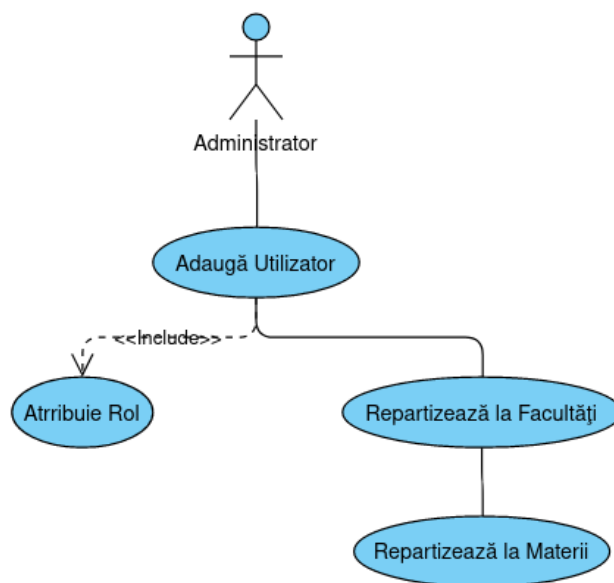 Administrator
Adaugă Utilizator
<<Include>>
Atrribuie Rol
Repartizează la Facultăţi
Repartizează la Materii